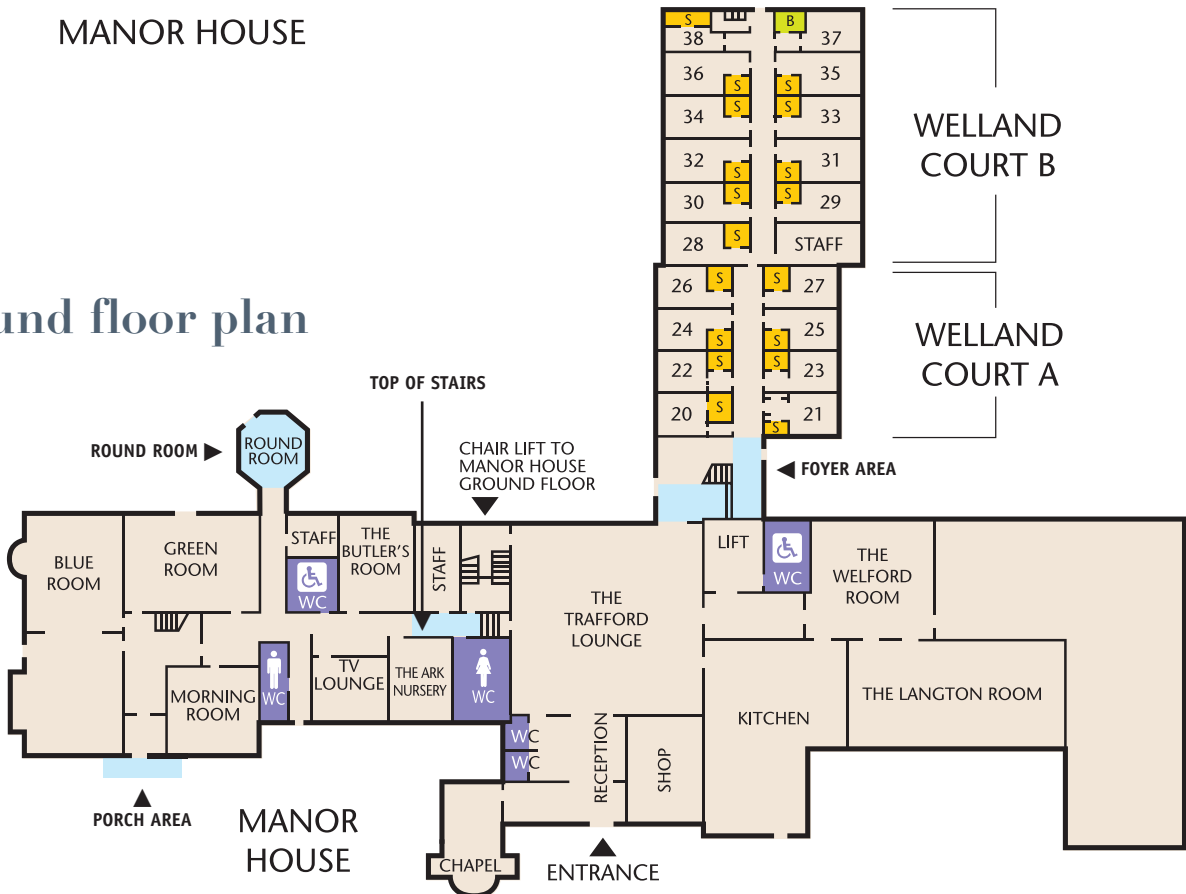 MANOR HOUSE
und floor plan
S
B
38
37
36
35
S
S
S
S
34
33
32
31
S
S
S
S
30
29
S
28
STAFF
WELLAND
COURT B
S
S
26
27
24
25
S
S
S
S
22
23
S
20
21
S
WELLAND
COURT A
TOP OF STAIRS
ROUND ROOM
ROUND
ROOM
CHAIR LIFT TO
MANOR HOUSE
GROUND FLOOR
FOYER AREA
BLUE
ROOM
GREEN
ROOM
STAFF
WC
THE
BUTLER'S
ROOM
STAFF
THE
TRAFFORD
LOUNGE
LIFT
WC
THE
WELFORD
ROOM
MORNING
ROOM
WC
TV
LOUNGE
THE ARK
NURSERY
WC
THE LANGTON ROOM
KITCHEN
WC
WC
RECEPTION
SHOP
PORCH AREA
MANOR
HOUSE
CHAPEL
ENTRANCE